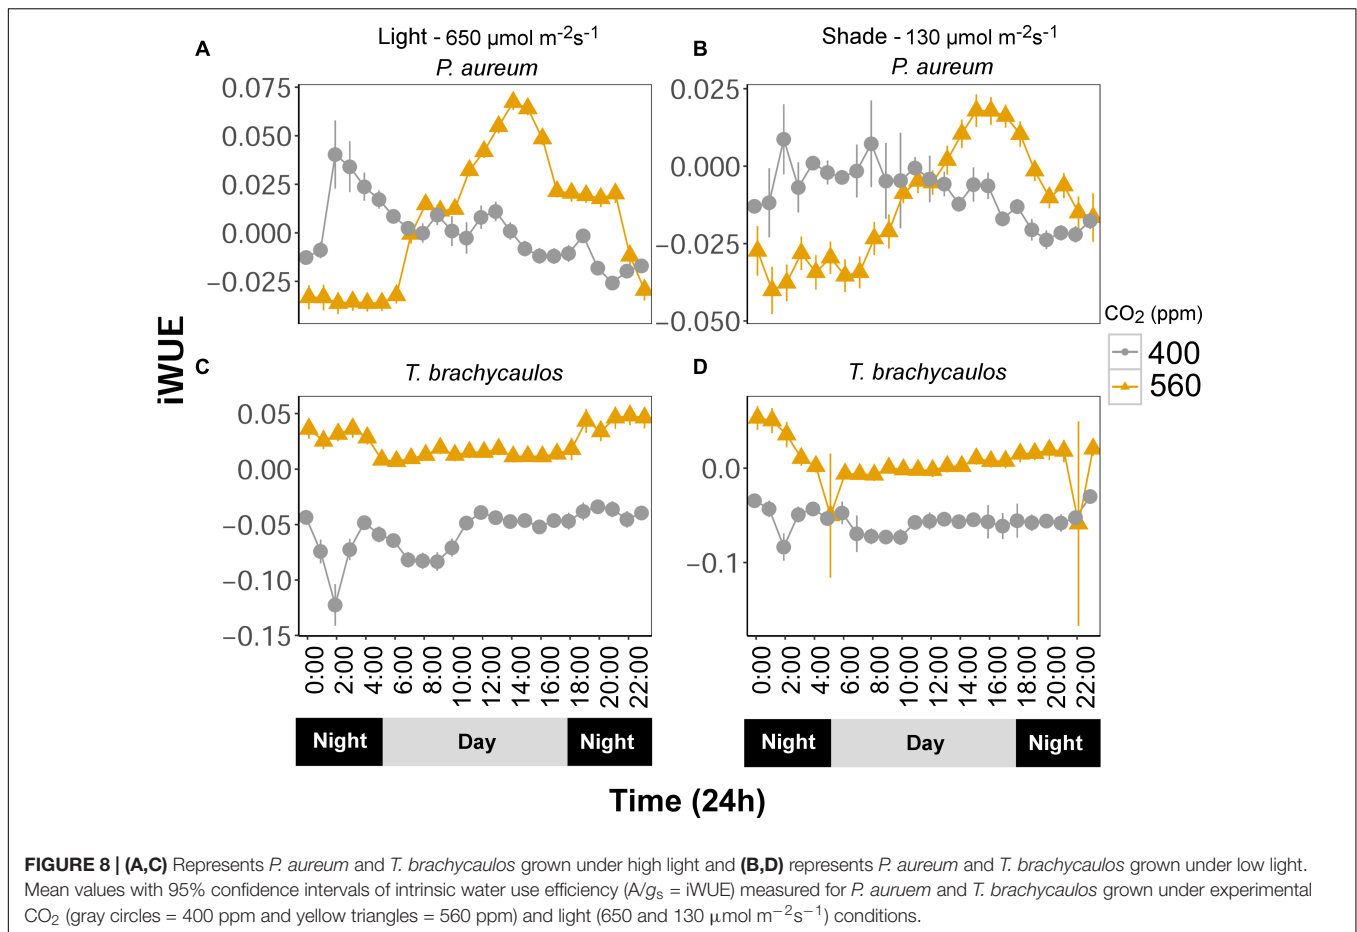 A
Light - 650 µmol m-2s-1
P. aureum
B
Shade - 130 µmol m-2s-1
P. aureum
0.075
0.050
0.025
0.000
−0.025
0.025
0.000
−0.025
−0.050
iWUE
CO2 (ppm)
400
560
C
T. brachycaulos
D
T. brachycaulos
0.05
0.00
−0.05
−0.10
−0.15
0.0
−0.1
0:00
2:00
4:00
6:00
8:00
10:00
12:00
14:00
16:00
18:00
20:00
22:00
0:00
2:00
4:00
6:00
8:00
10:00
12:00
14:00
16:00
18:00
20:00
22:00
Night Day Night
Night Day Night
Time (24h)
FIGURE 8 | (A,C) Represents P. aureum and T. brachycaulos grown under high light and (B,D) represents P. aureum and T. brachycaulos grown under low light.
Mean values with 95% confidence intervals of intrinsic water use efficiency (A/gs = iWUE) measured for P. auruem and T. brachycaulos grown under experimental
CO2 (gray circles = 400 ppm and yellow triangles = 560 ppm) and light (650 and 130 µmol m−2s−1) conditions.